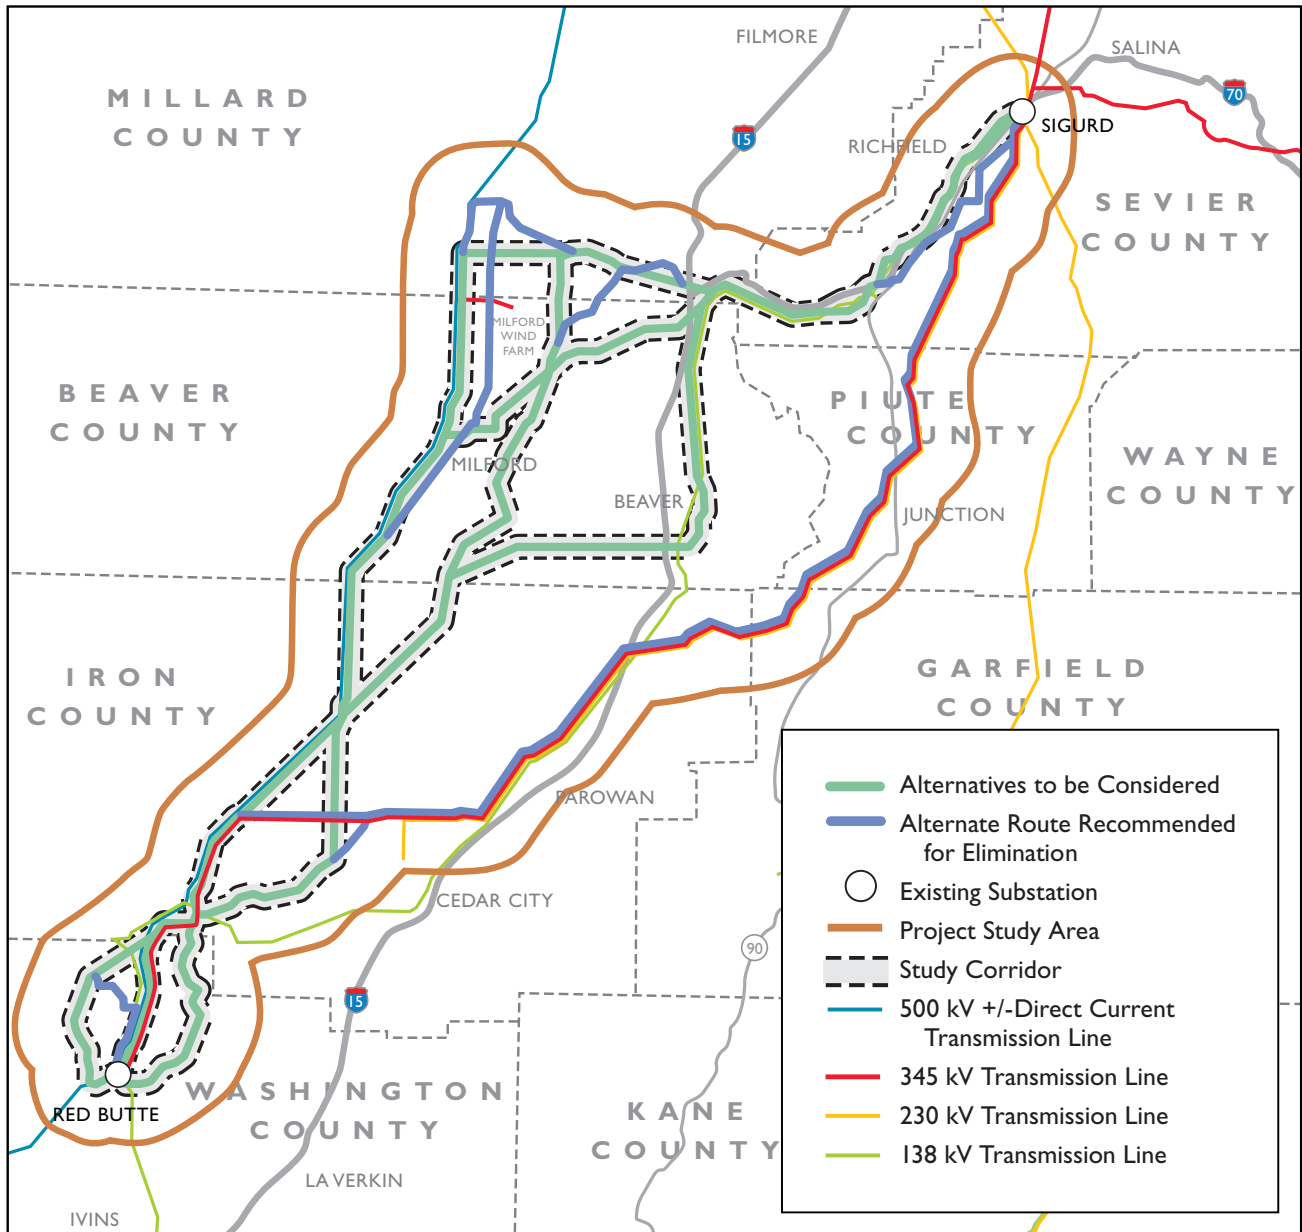 FILMORE
SALINA
MILLARD
COUNTY
70
15
SIGURD
RICHFIELD
SEVIER
COUNTY
MILFORD
WIND
FARM
BEAVER
COUNTY
PIUTE
COUNTY
WAYNE
COUNTY
MILFORD
BEAVER
JUNCTION
IRON
COUNTY
GARFIELD
COUNTY
PAROWAN
CEDAR CITY
90
15
RED BUTTE
WASHINGTON
COUNTY
KANE
COUNTY
LA VERKIN
IVINS
Alternatives to be Considered
Alternate Route Recommended
for Elimination
Existing Substation
Project Study Area
Study Corridor
500 kV +/-Direct Current
Transmission Line
345 kV Transmission Line
230 kV Transmission Line
138 kV Transmission Line